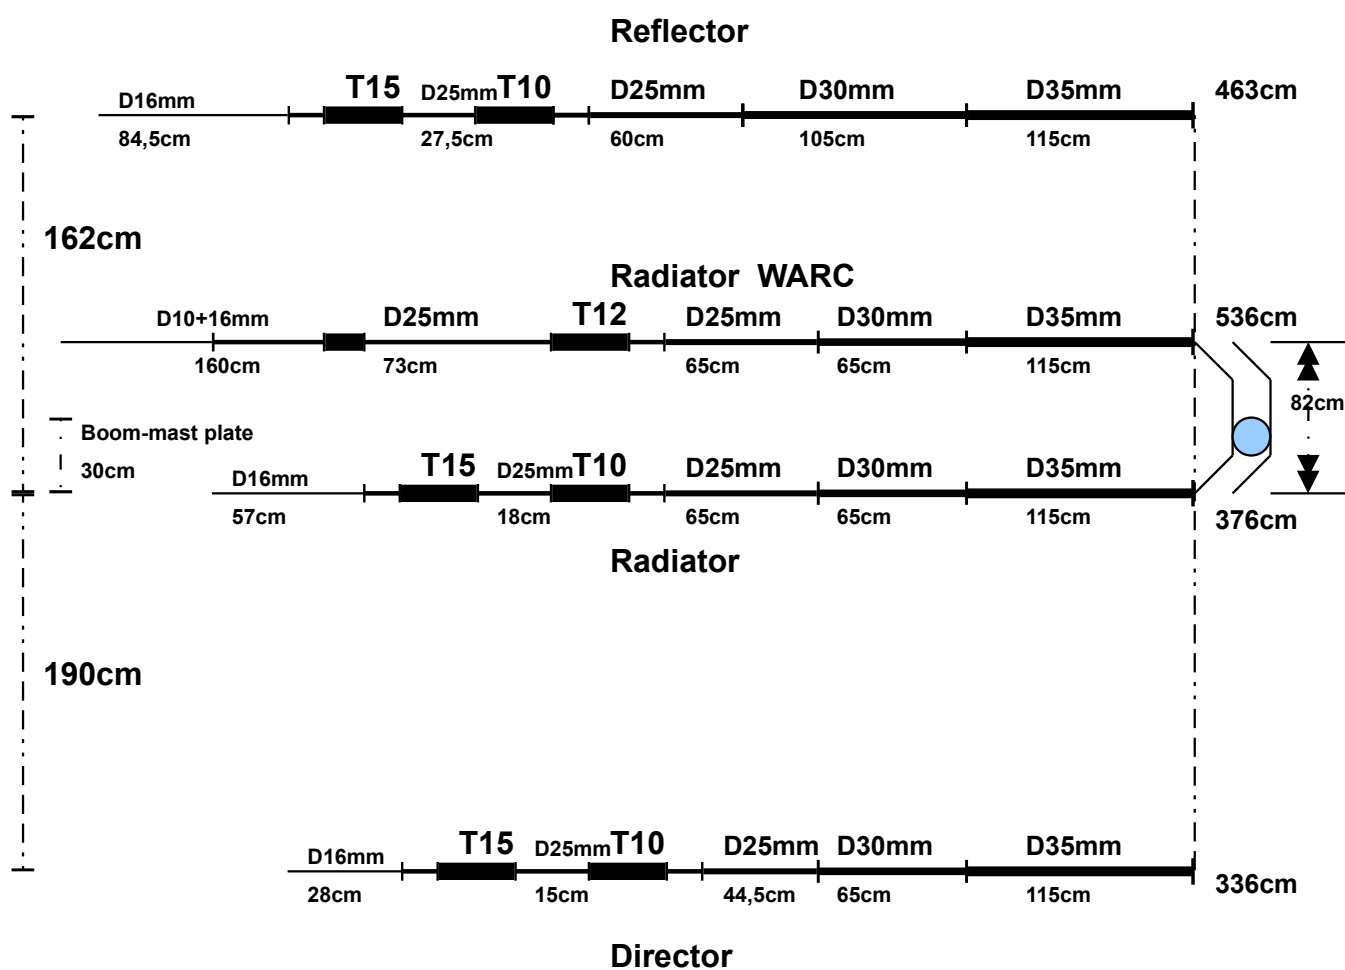 Reflector
D16mm T15 D25mm T10 D25mm D30mm D35mm 463cm
84,5cm 27,5cm 60cm 105cm 115cm
162cm
Radiator WARC
D10+16mm D25mm T12 D25mm D30mm D35mm 536cm
160cm 73cm 65cm 65cm 115cm
82cm
Boom-mast plate
30cm
D16mm T15 D25mm T10 D25mm D30mm D35mm
57cm 18cm 65cm 65cm 115cm 376cm
Radiator
190cm
D16mm T15 D25mm T10 D25mm D30mm D35mm
28cm 15cm 44,5cm 65cm 115cm 336cm
Director